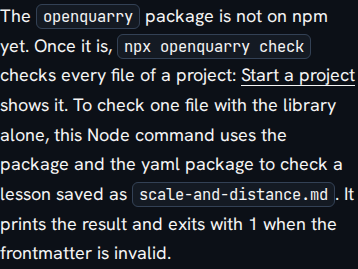 The openquarry package is not on npm
yet. Once it is, npx openquarry check
checks every file of a project: Start a project
shows it. To check one file with the library
alone, this Node command uses the
package and the yaml package to check a
lesson saved as scale-and-distance.md. It
prints the result and exits with 1 when the
frontmatter is invalid.